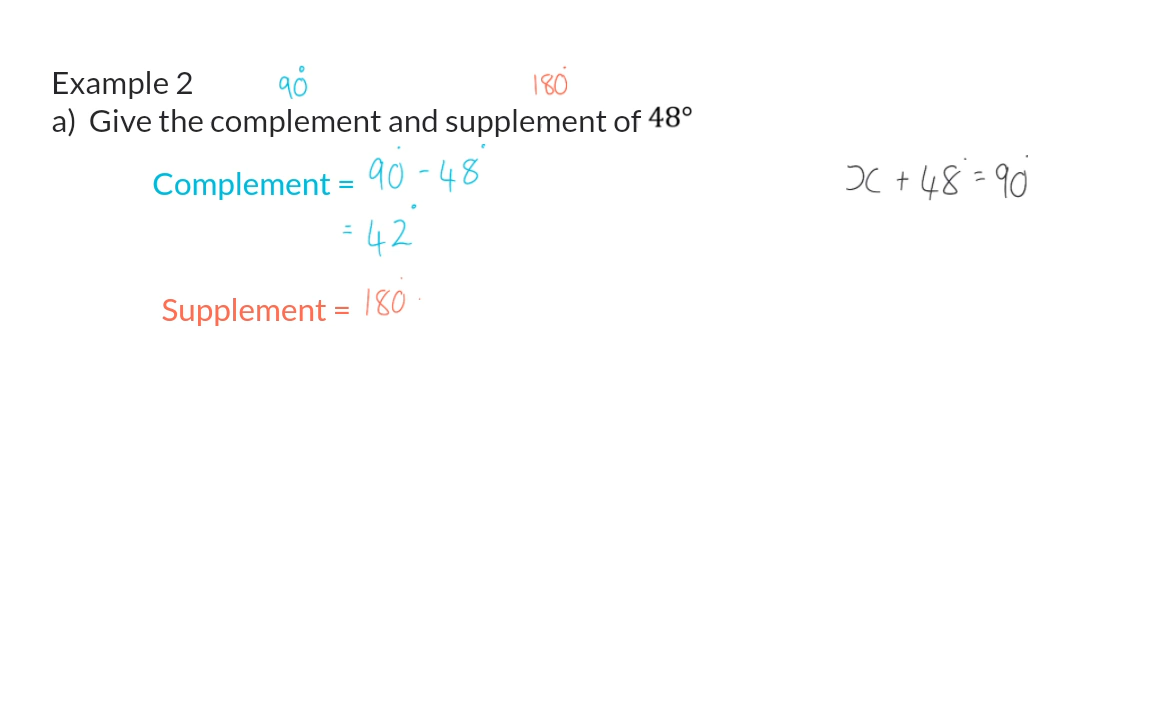 Example 2 90° 180°
a) Give the complement and supplement of 48°
Complement = 90° - 48°
= 42°
x + 48° = 90°
Supplement = 180°